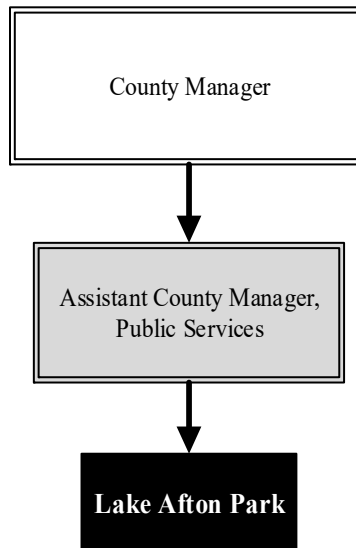 County Manager
Assistant County Manager,
Public Services
Lake Afton Park